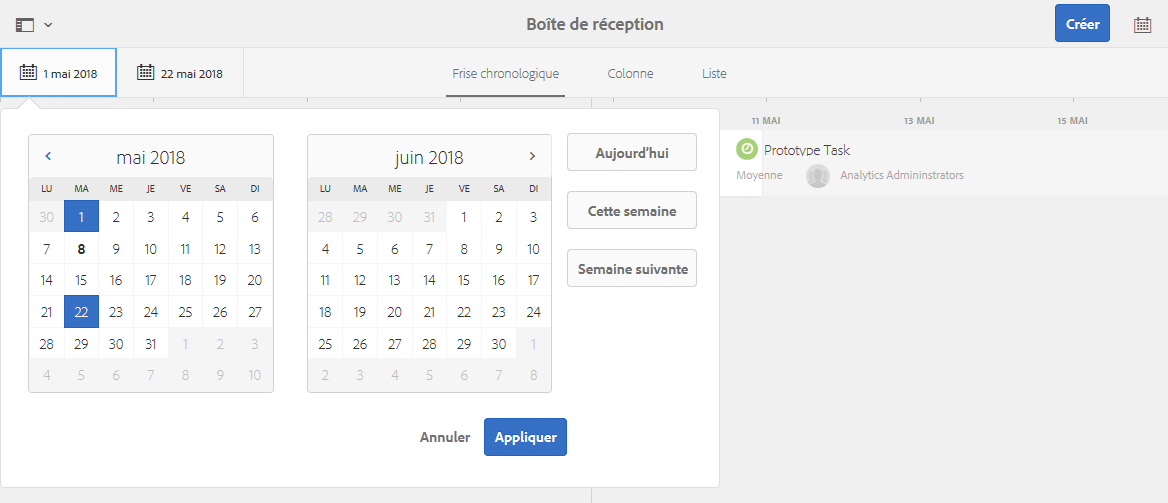 Boîte de réception
Créer
1 mai 2018
22 mai 2018
Frise chronologique
Colonne
Liste
11 MAI
13 MAI
15 MAI
Prototype Task
Moyenne
Analytics Admininstrators
mai 2018
LU MA ME JE VE SA DI
30 1 2 3 4 5 6
7 8 9 10 11 12 13
14 15 16 17 18 19 20
21 22 23 24 25 26 27
28 29 30 31 1 2 3
4 5 6 7 8 9 10
juin 2018
LU MA ME JE VE SA DI
28 29 30 31 1 2 3
4 5 6 7 8 9 10
11 12 13 14 15 16 17
18 19 20 21 22 23 24
25 26 27 28 29 30 1
2 3 4 5 6 7 8
Aujourd'hui
Cette semaine
Semaine suivante
Annuler
Appliquer